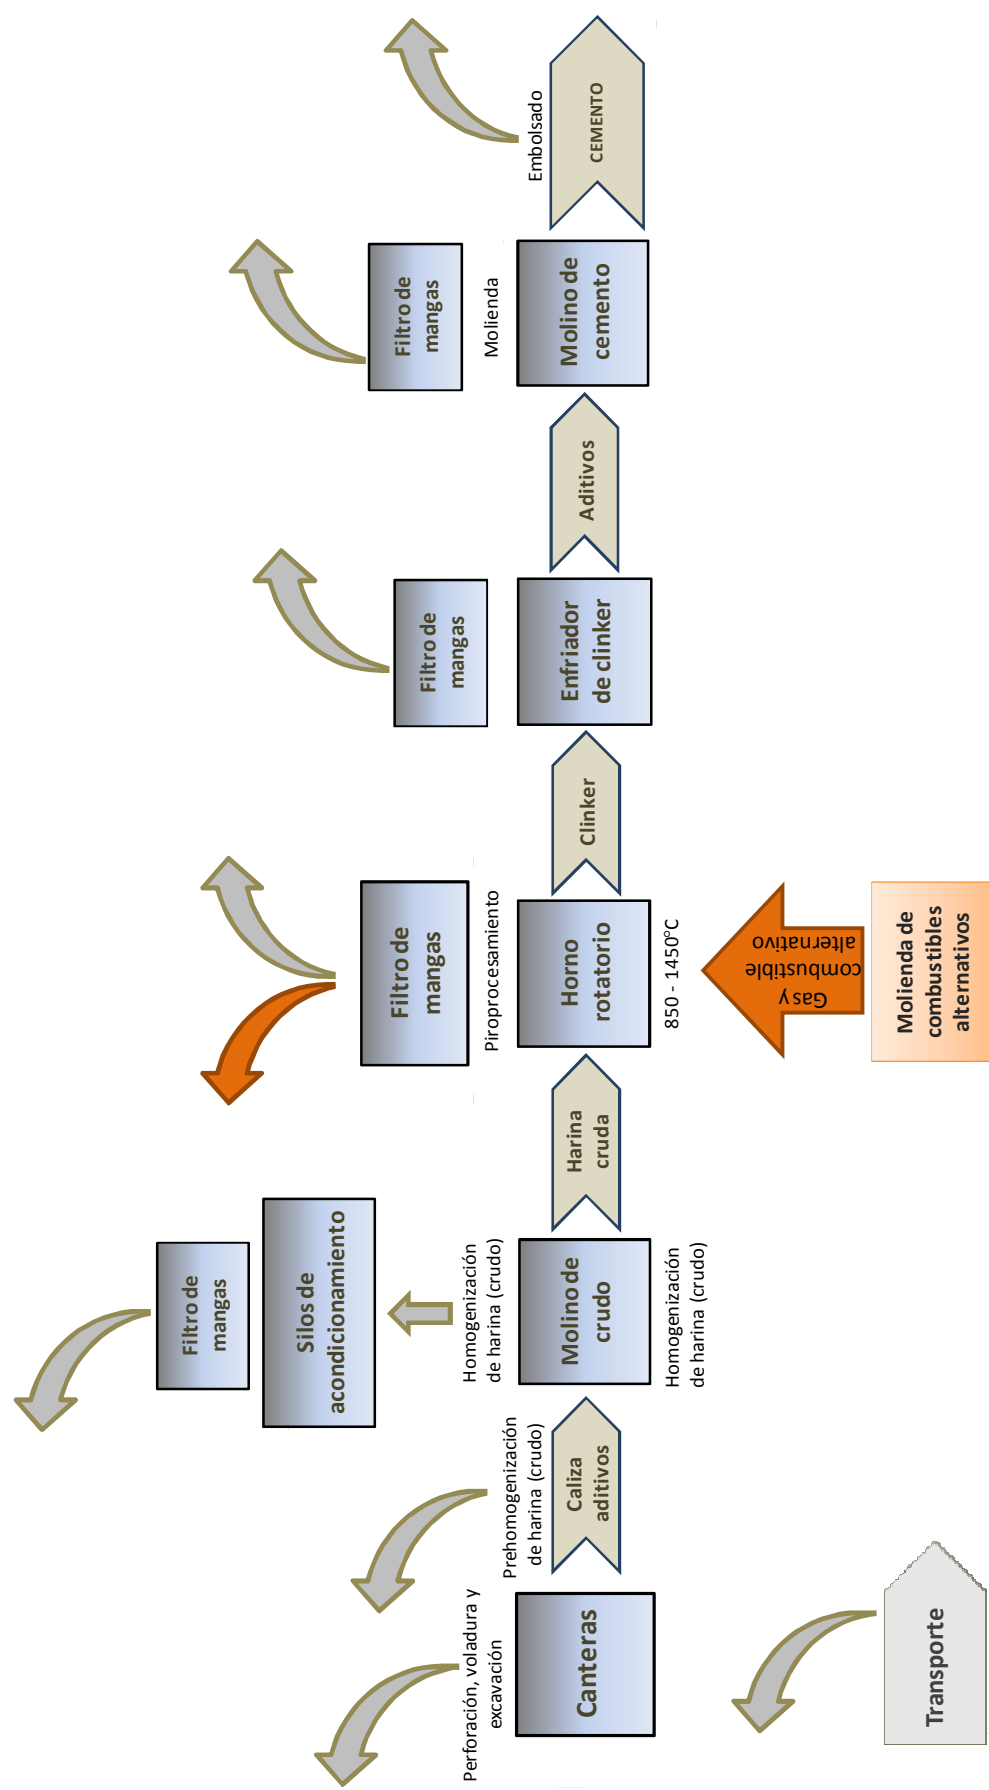 Perforación, voladura y
excavación
Canteras
Prehomogenización
de harina (crudo)
Caliza
aditivos
Filtro de
mangas
Silos de
acondicionamiento
Homogenización
de harina (crudo)
Molino de
crudo
Homogenización
de harina (crudo)
Harina
cruda
Filtro de
mangas
Piroprocesamiento
Horno
rotatorio
850 - 1450°C
Gas y
combustible
alternativo
Molienda de
combustibles
alternativos
Clinker
Filtro de
mangas
Enfriador
de clinker
Aditivos
Filtro de
mangas
Molienda
Molino de
cemento
Embolsado
CEMENTO
Transporte